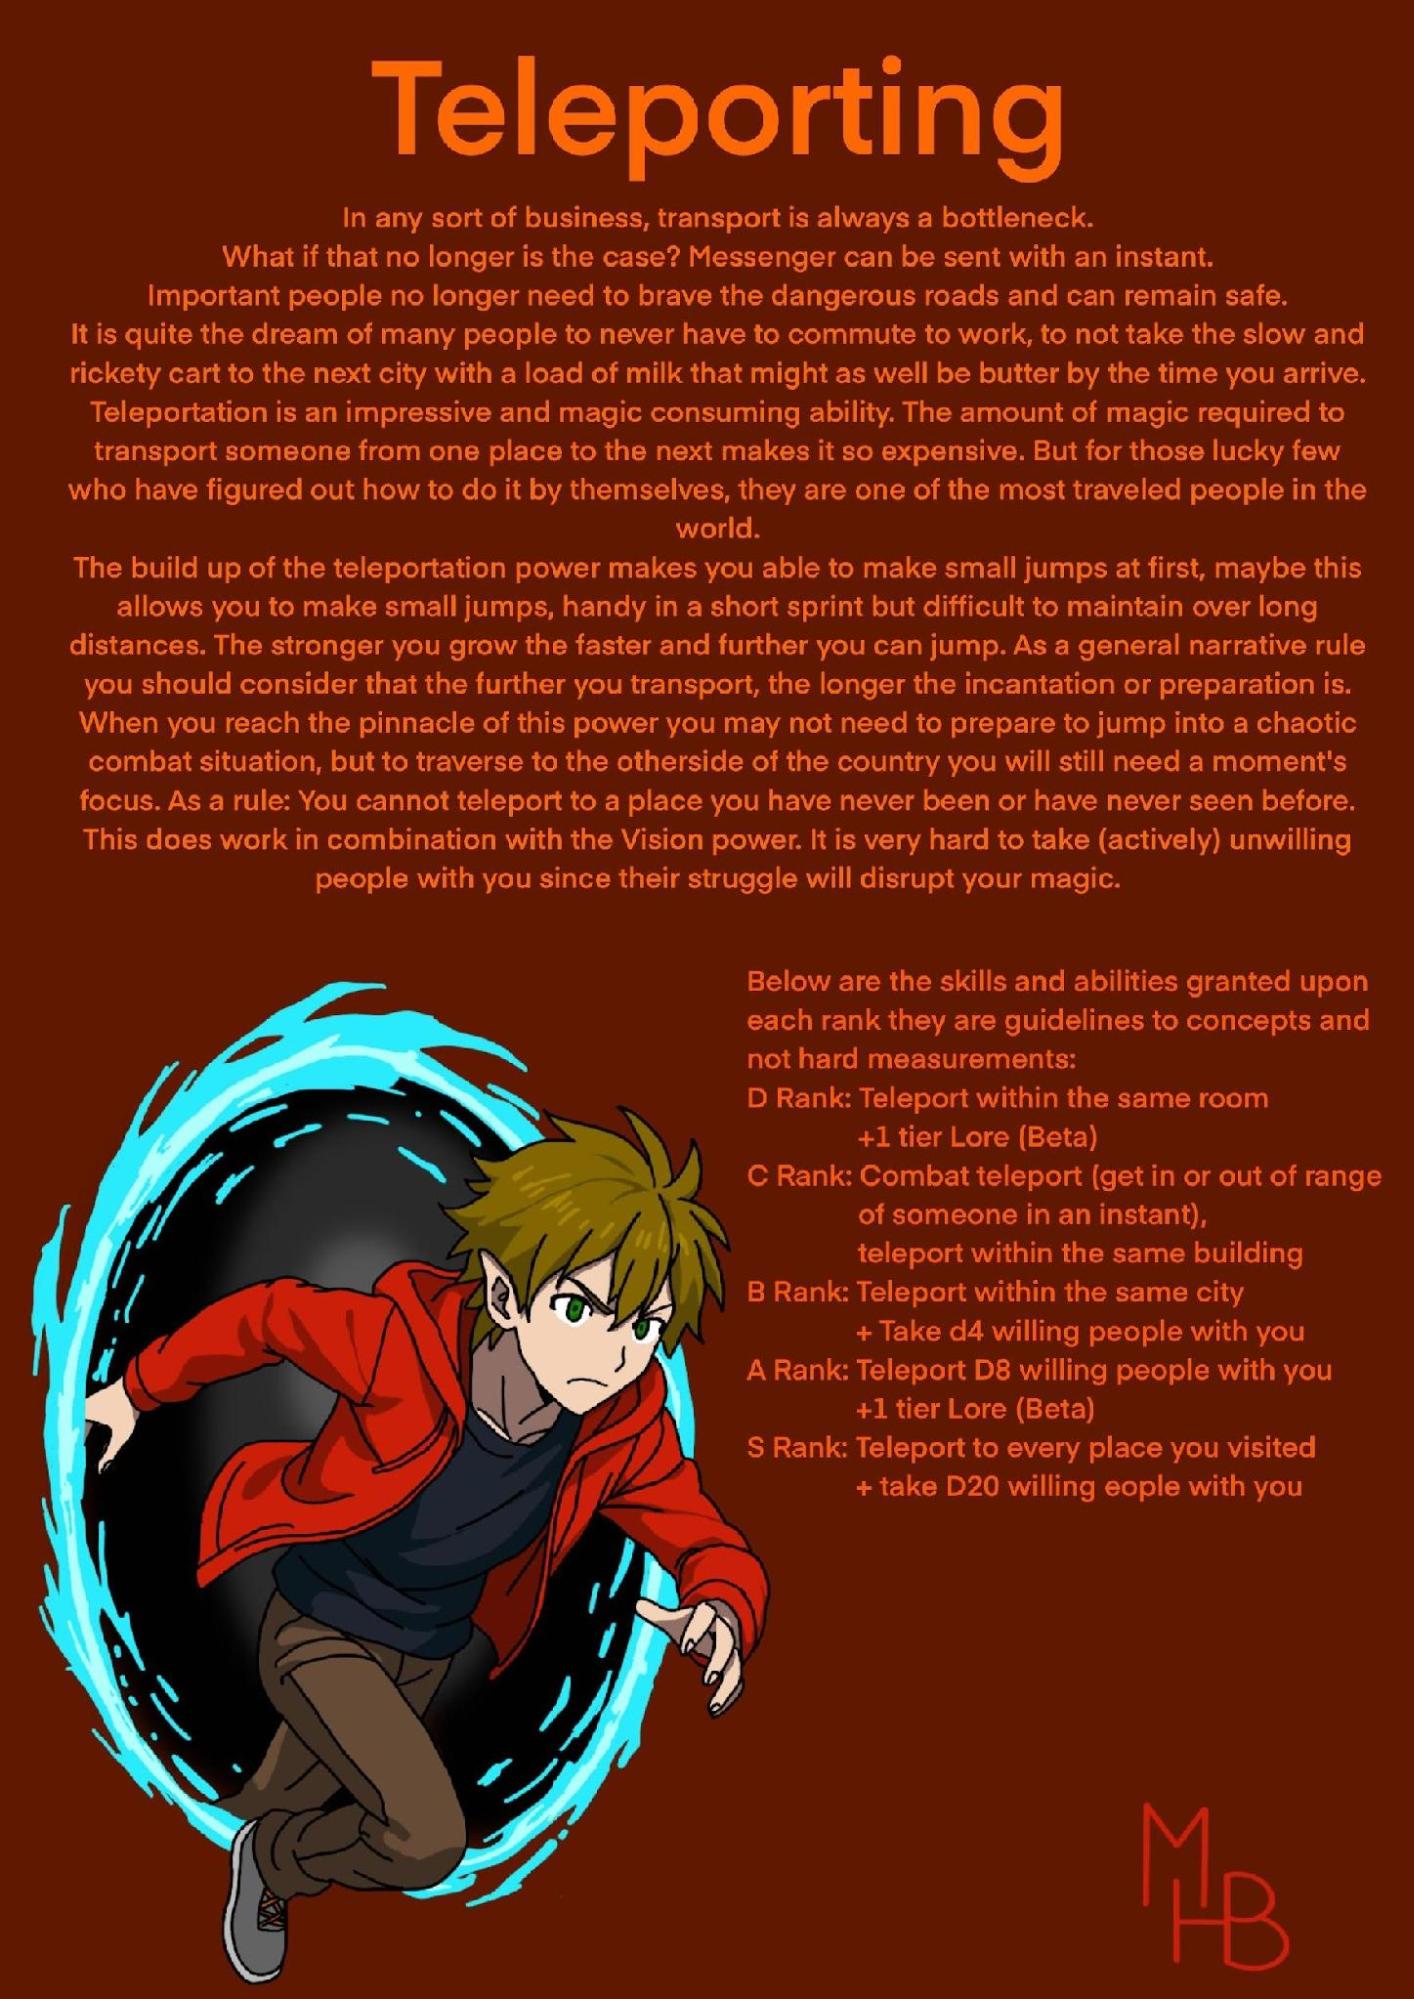 Teleporting
In any sort of business, transport is always a bottleneck.
What if that no longer is the case? Messenger can be sent with an instant.
Important people no longer need to brave the dangerous roads and can remain safe.
It is quite the dream of many people to never have to commute to work, to not take the slow and
rickety cart to the next city with a load of milk that might as well be butter by the time you arrive.
Teleportation is an impressive and magic consuming ability. The amount of magic required to
transport someone from one place to the next makes it so expensive. But for those lucky few
who have figured out how to do it by themselves, they are one of the most traveled people in the
world.
The build up of the teleportation power makes you able to make small jumps at first, maybe this
allows you to make small jumps, handy in a short sprint but difficult to maintain over long
distances. The stronger you grow the faster and further you can jump. As a general narrative rule
you should consider that the further you transport, the longer the incantation or preparation is.
When you reach the pinnacle of this power you may not need to prepare to jump into a chaotic
combat situation, but to traverse to the otherside of the country you will still need a moment's
focus. As a rule: You cannot teleport to a place you have never been or have never seen before.
This does work in combination with the Vision power. It is very hard to take (actively) unwilling
people with you since their struggle will disrupt your magic.
Below are the skills and abilities granted upon
each rank they are guidelines to concepts and
not hard measurements:
D Rank: Teleport within the same room
+1 tier Lore (Beta)
C Rank: Combat teleport (get in or out of range
of someone in an instant),
teleport within the same building
B Rank: Teleport within the same city
+ Take d4 willing people with you
A Rank: Teleport D8 willing people with you
+1 tier Lore (Beta)
S Rank: Teleport to every place you visited
+ take D20 willing eople with you
MHB